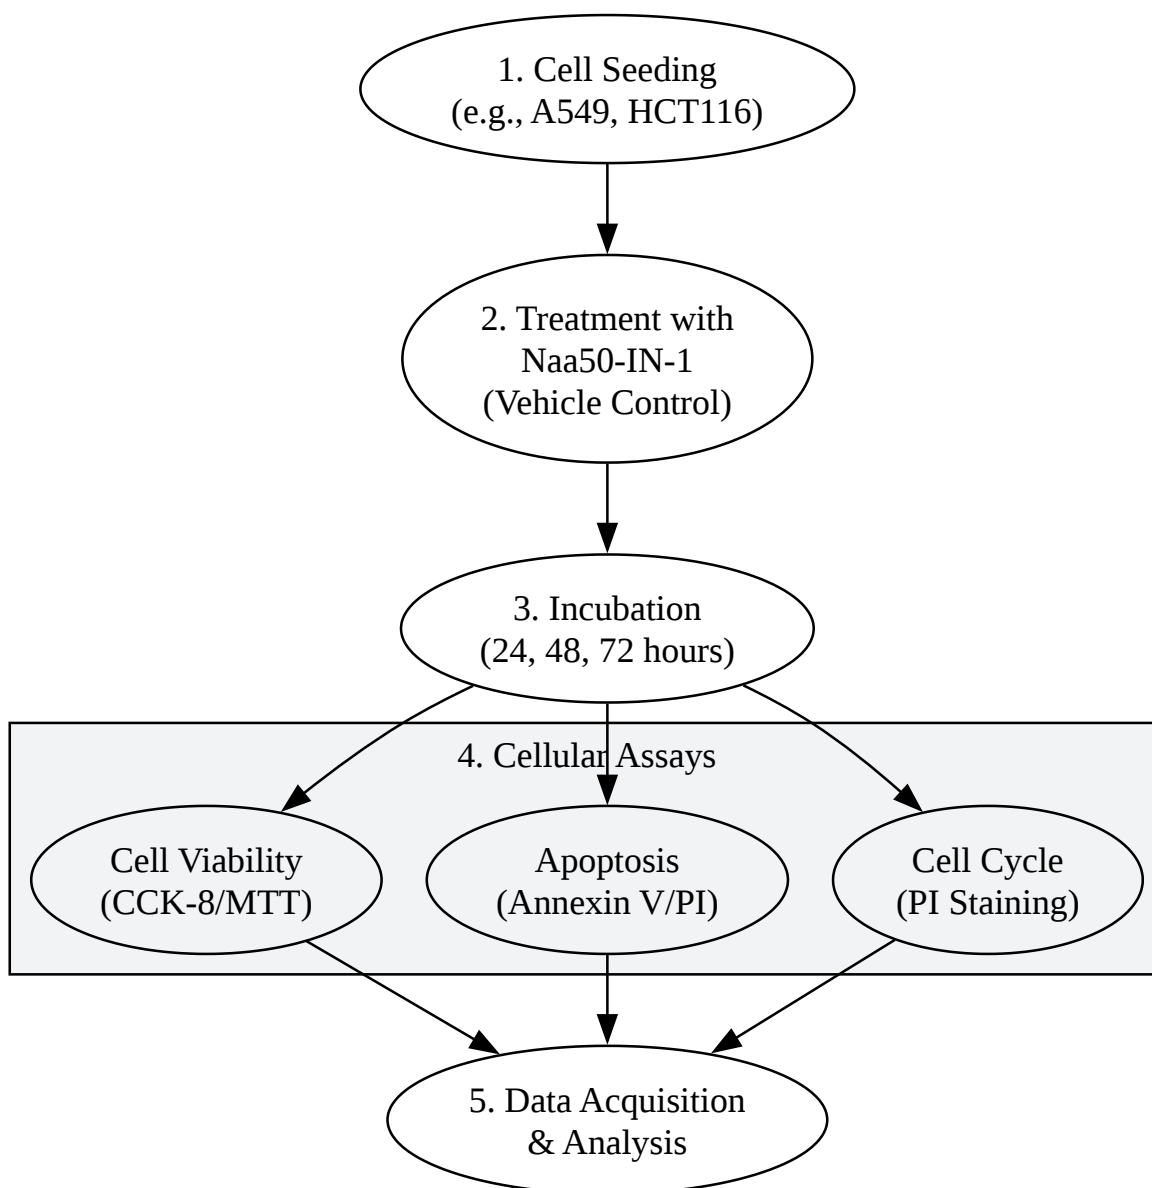 1. Cell Seeding
(e.g., A549, HCT116)
2. Treatment with
Naa50-IN-1
(Vehicle Control)
3. Incubation
(24, 48, 72 hours)
4. Cellular Assays
Cell Viability
(CCK-8/MTT)
Apoptosis
(Annexin V/PI)
Cell Cycle
(PI Staining)
5. Data Acquisition
& Analysis